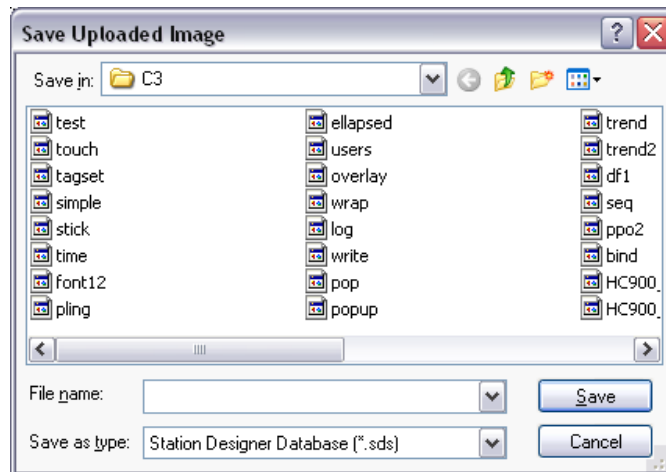 Save Uploaded Image
Save in: C3
test ellapsed trend
touch users trend2
tagset overlay df1
simple wrap seq
stick log ppo2
time write bind
font12 pop HC900_
pling popup HC900_
File name: Save
Save as type: Station Designer Database (*.sds) Cancel